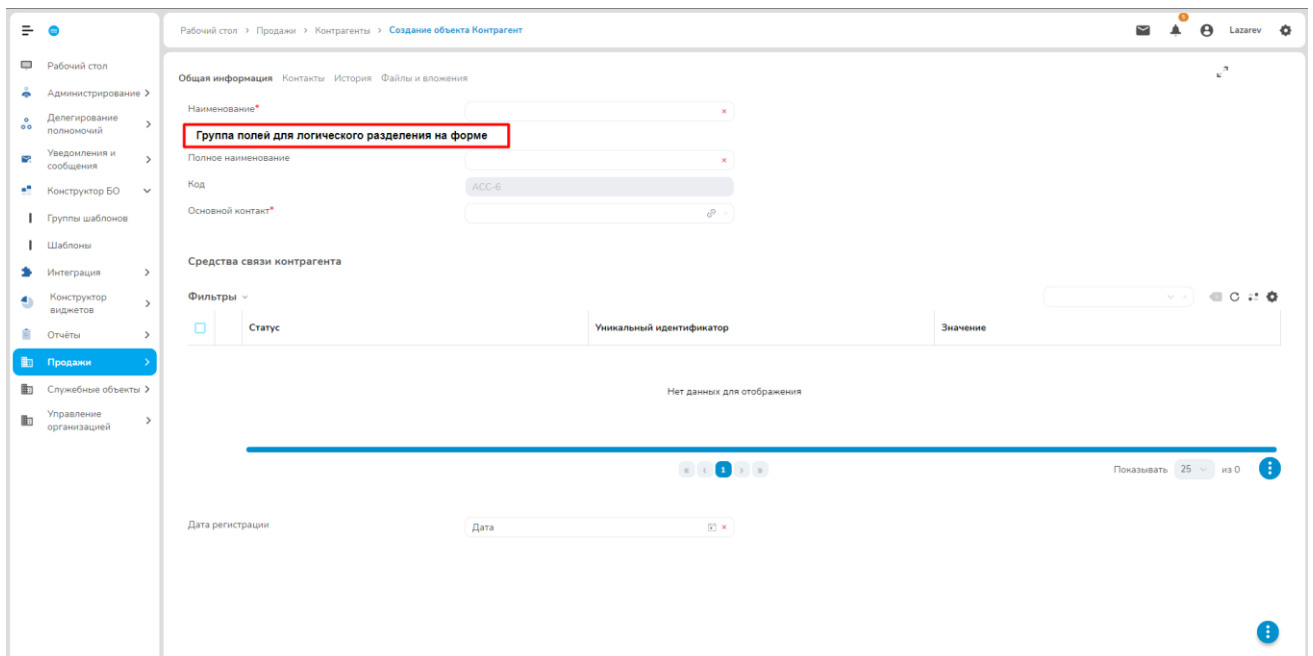 Рабочий стол > Продажи > Контрагенты > Создание объекта Контрагент
6
Lazarev
Рабочий стол
Администрирование
Делегирование
полномочий
Уведомления и
сообщения
Конструктор БО
Группы шаблонов
Шаблоны
Интеграция
Конструктор
виджетов
Отчёты
Продажи
Служебные объекты
Управление
организацией
Общая информация Контакты История Файлы и вложения
Наименование*
Группа полей для логического разделения на форме
Полное наименование
Код ACC-6
Основной контакт*
Средства связи контрагента
Фильтры
Статус Уникальный идентификатор Значение
Нет данных для отображения
« ‹ 1 › » Показывать 25 из 0
Дата регистрации Дата